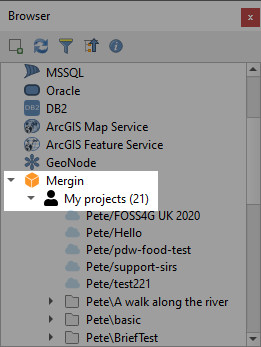 Browser
MSSQL
Oracle
DB2
ArcGIS Map Service
ArcGIS Feature Service
GeoNode
Mergin
My projects (21)
Pete/FOSS4G UK 2020
Pete/Hello
Pete/pdw-food-test
Pete/support-sirs
Pete/test221
Pete\A walk along the river
Pete\basic
Pete\BriefTest